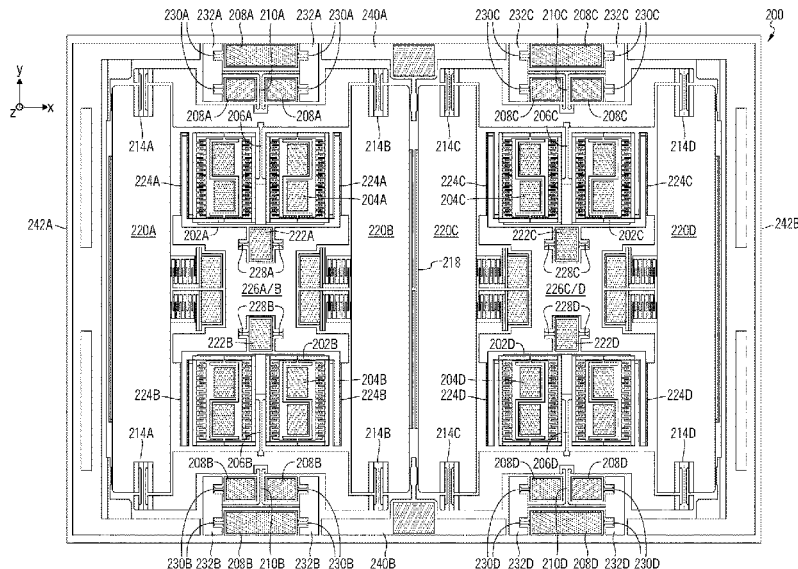 230A 232A 208A 210A 232A 230A 240A 230C 232C 210C 208C 232C 230C 200
y
z x
208A 206A 208A 208C 206C 208C
214A 214B 214C 214D
224A 224A 224C 224C
204A 204C
242A 220A 220B 220C 220D 242B
202A 222A 222C 202C
228A 218 228C
226A/B 226C/D
228B 228D
222B 202B 202D 222D
204B 204D
224B 224B 224D 224D
214A 214B 214C 214D
208B 206B 208B 208D 206D 208D
230B 232B 208B 210B 232B 230B 240B 230D 232D 210D 208D 232D 230D